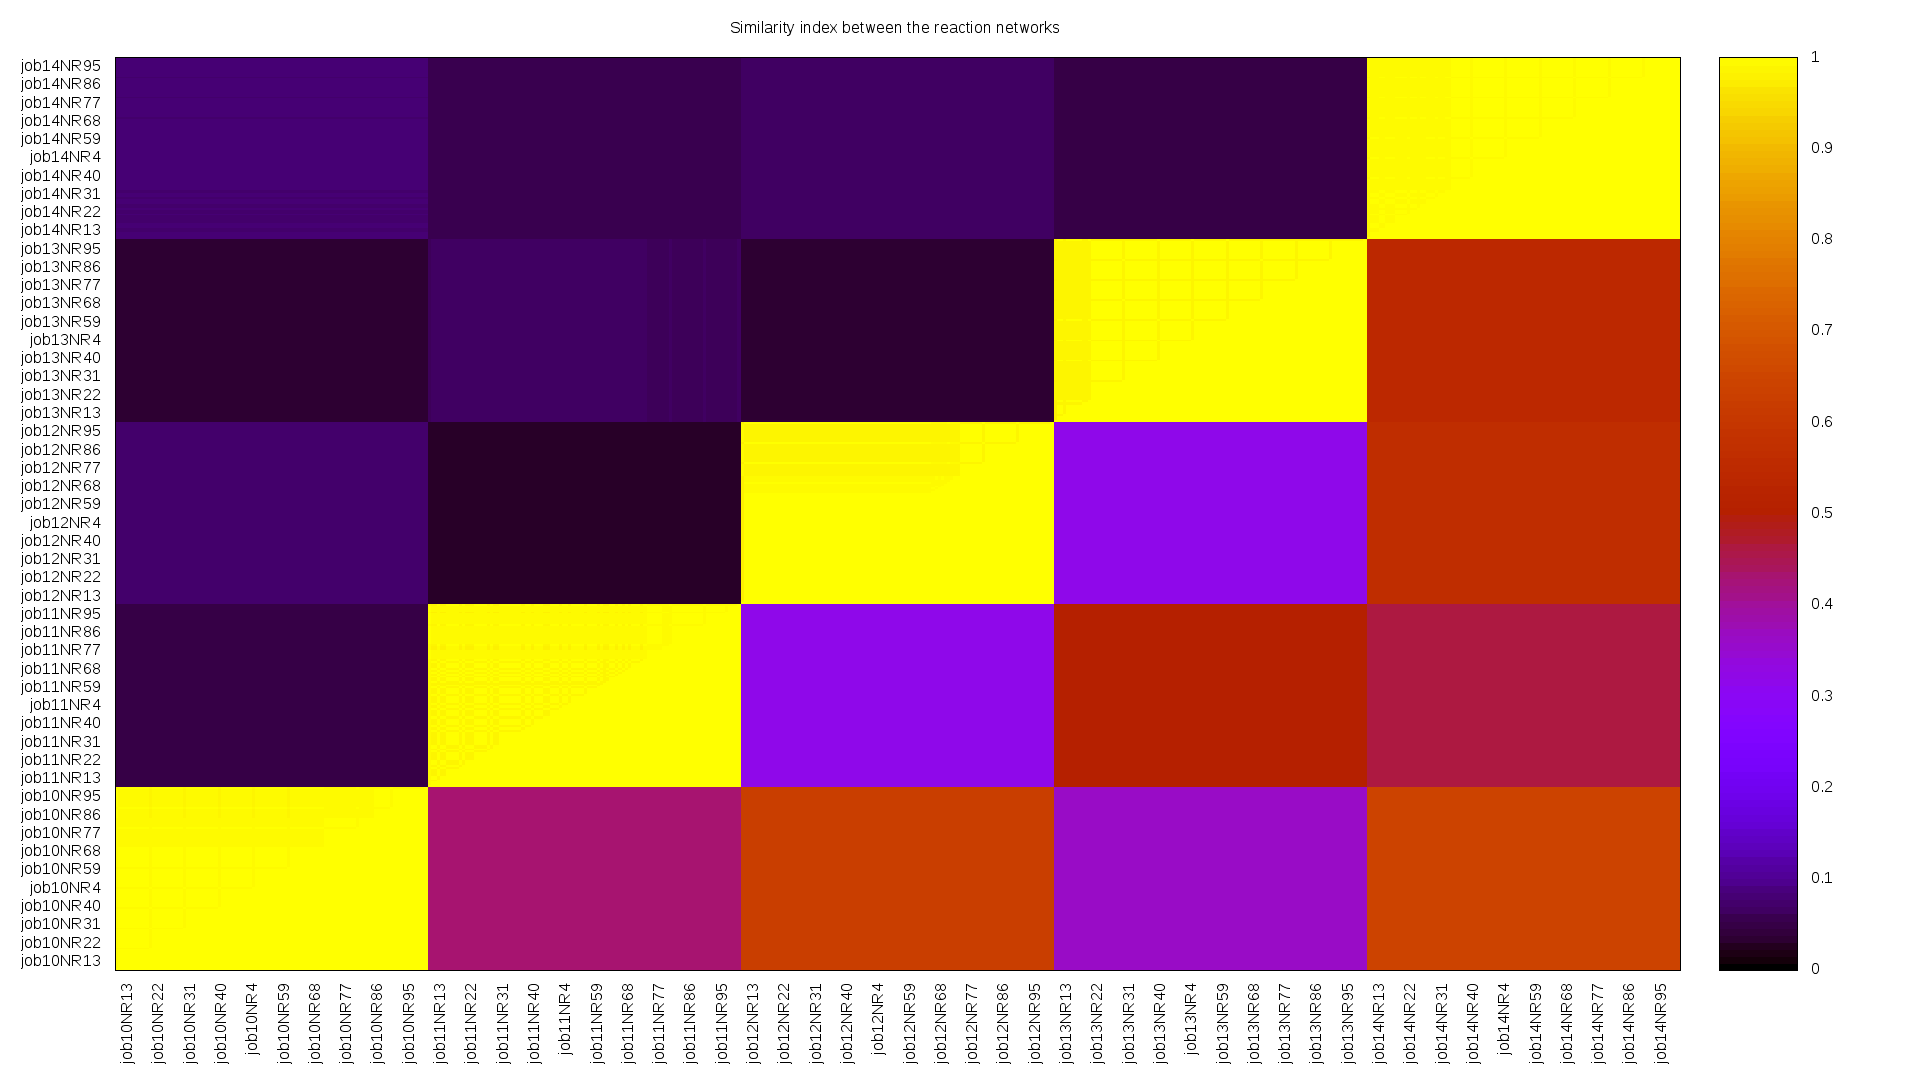 Similarity index between the reaction networks
job14NR95
job14NR86
job14NR77
job14NR68
job14NR59
job14NR4
job14NR40
job14NR31
job14NR22
job14NR13
job13NR95
job13NR86
job13NR77
job13NR68
job13NR59
job13NR4
job13NR40
job13NR31
job13NR22
job13NR13
job12NR95
job12NR86
job12NR77
job12NR68
job12NR59
job12NR4
job12NR40
job12NR31
job12NR22
job12NR13
job11NR95
job11NR86
job11NR77
job11NR68
job11NR59
job11NR4
job11NR40
job11NR31
job11NR22
job11NR13
job10NR95
job10NR86
job10NR77
job10NR68
job10NR59
job10NR4
job10NR40
job10NR31
job10NR22
job10NR13
job10NR13
job10NR22
job10NR31
job10NR40
job10NR4
job10NR59
job10NR68
job10NR77
job10NR86
job10NR95
job11NR13
job11NR22
job11NR31
job11NR40
job11NR4
job11NR59
job11NR68
job11NR77
job11NR86
job11NR95
job12NR13
job12NR22
job12NR31
job12NR40
job12NR4
job12NR59
job12NR68
job12NR77
job12NR86
job12NR95
job13NR13
job13NR22
job13NR31
job13NR40
job13NR4
job13NR59
job13NR68
job13NR77
job13NR86
job13NR95
job14NR13
job14NR22
job14NR31
job14NR40
job14NR4
job14NR59
job14NR68
job14NR77
job14NR86
job14NR95
1
0.9
0.8
0.7
0.6
0.5
0.4
0.3
0.2
0.1
0